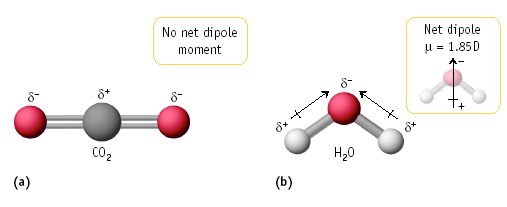 No net dipole
moment
δ⁻ δ⁺ δ⁻
CO₂
(a)
Net dipole
μ = 1.85D
−
+
δ⁻
δ⁺ δ⁺
H₂O
(b)